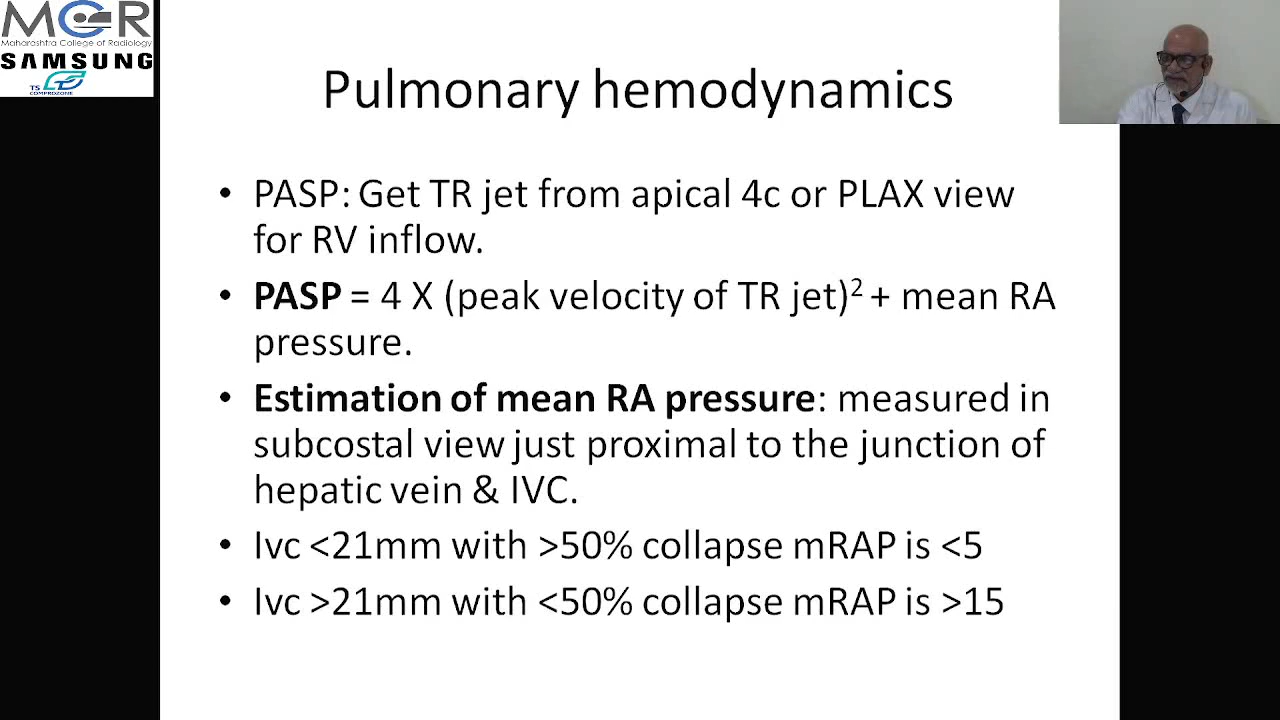 MCR
Maharashtra College of Radiology
SAMSUNG
TS
COMPROZONE
Pulmonary hemodynamics
• PASP: Get TR jet from apical 4c or PLAX view
for RV inflow.
• PASP = 4 X (peak velocity of TR jet)² + mean RA
pressure.
• Estimation of mean RA pressure: measured in
subcostal view just proximal to the junction of
hepatic vein & IVC.
• Ivc <21mm with >50% collapse mRAP is <5
• Ivc >21mm with <50% collapse mRAP is >15